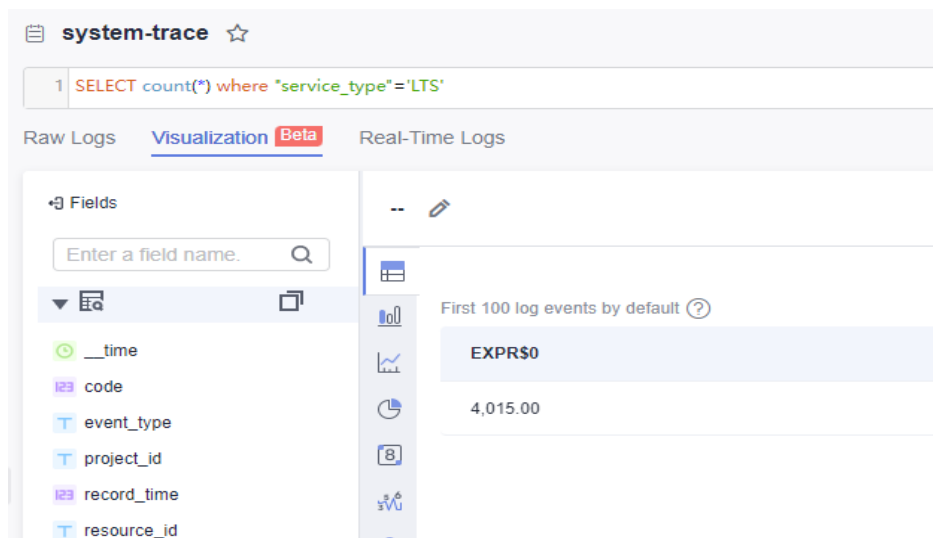 system-trace
1 SELECT count(*) where "service_type"='LTS'
Raw Logs Visualization Beta Real-Time Logs
Fields
Enter a field name.
__time
code
event_type
project_id
record_time
resource_id
--
First 100 log events by default
EXPR$0
4,015.00